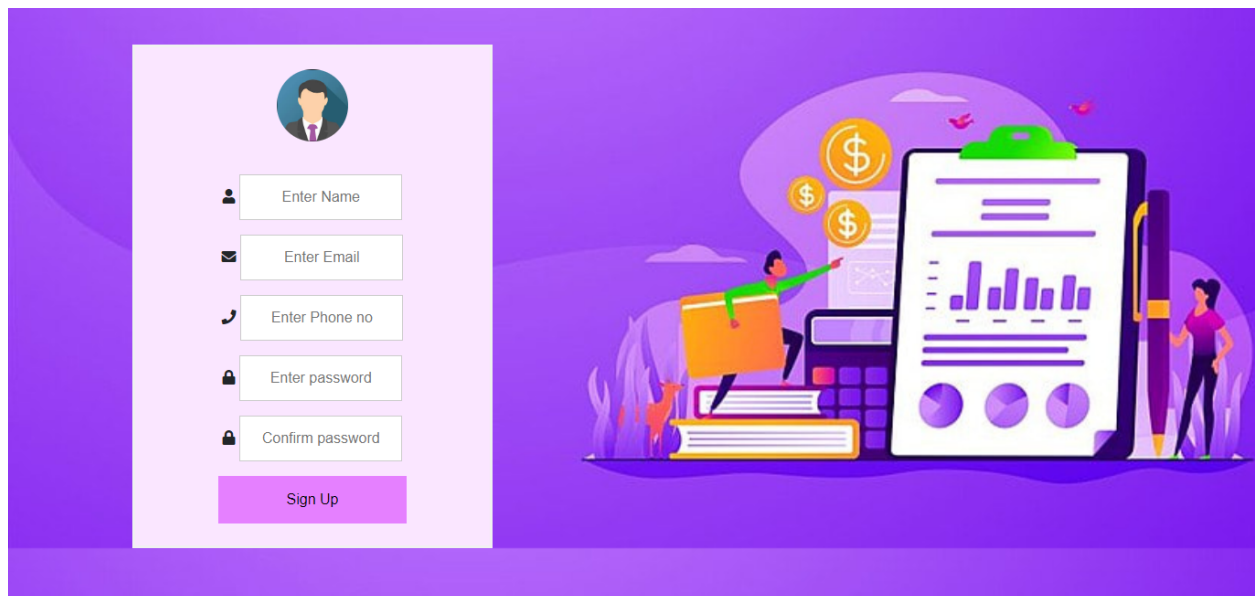 Enter Name
Enter Email
Enter Phone no
Enter password
Confirm password
Sign Up
$
$
$